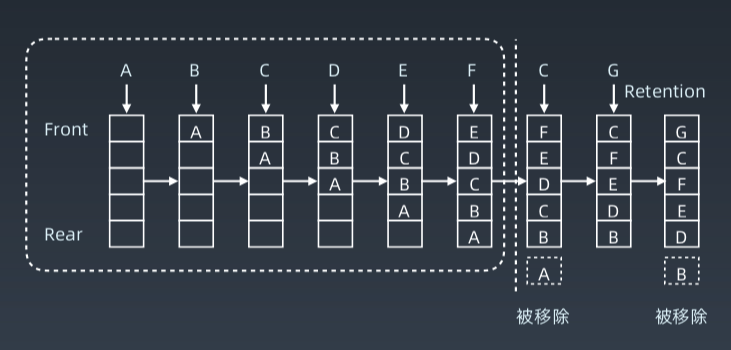 A B C D E F C G
Retention
Front A B C D E F C G
A B C D E F C
A B C D E F
A B C D E
Rear A B B D
A B
被移除 被移除